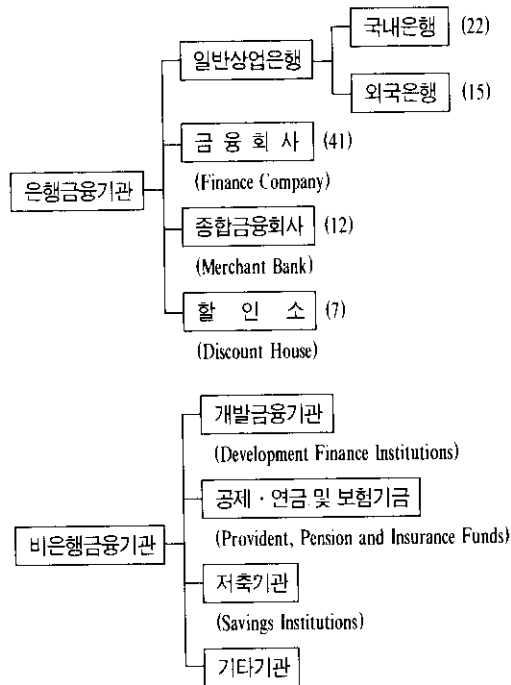 국내은행 (22)
일반상업은행
외국은행 (15)
금 융 회 사 (41)
(Finance Company)
은행금융기관
종합금융회사 (12)
(Merchant Bank)
할 인 소 (7)
(Discount House)
개발금융기관
(Development Finance Institutions)
공제 · 연금 및 보험기금
(Provident, Pension and Insurance Funds)
비은행금융기관
저축기관
(Savings Institutions)
기타기관